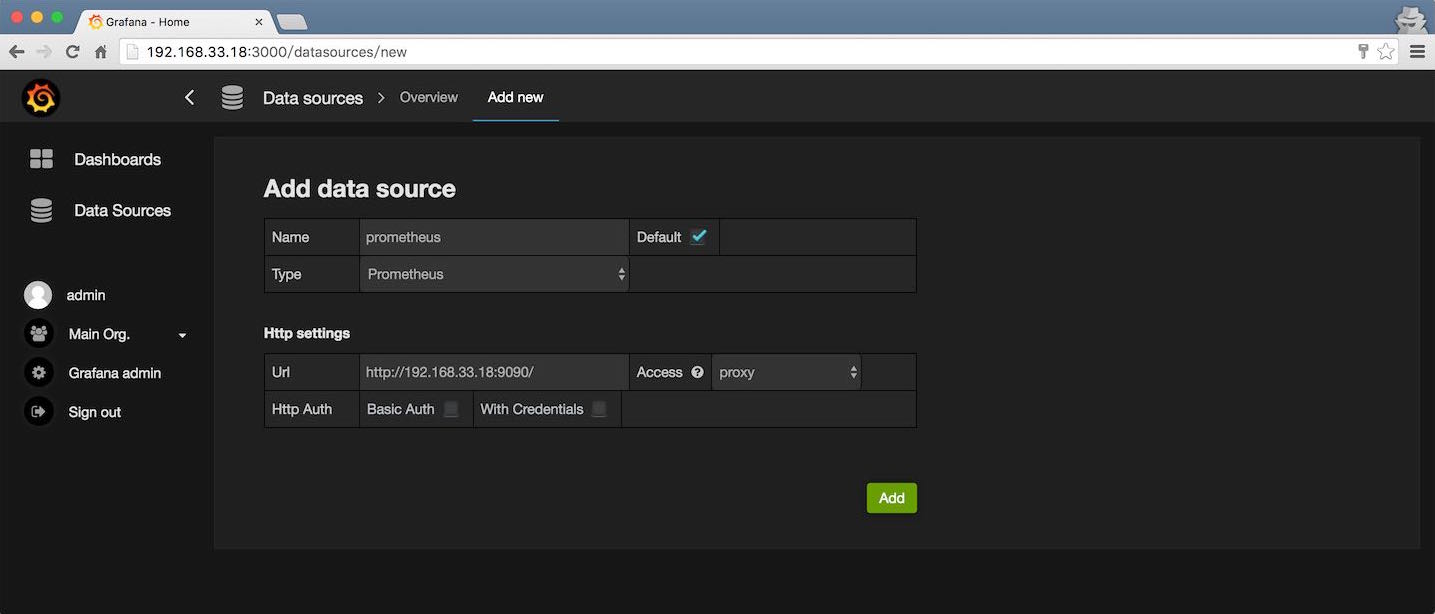 Grafana - Home
192.168.33.18:3000/datasources/new
Data sources Overview Add new
Dashboards
Data Sources
admin
Main Org.
Grafana admin
Sign out
Add data source
Name prometheus Default
Type Prometheus
Http settings
Url http://192.168.33.18:9090/ Access ? proxy
Http Auth Basic Auth With Credentials
Add